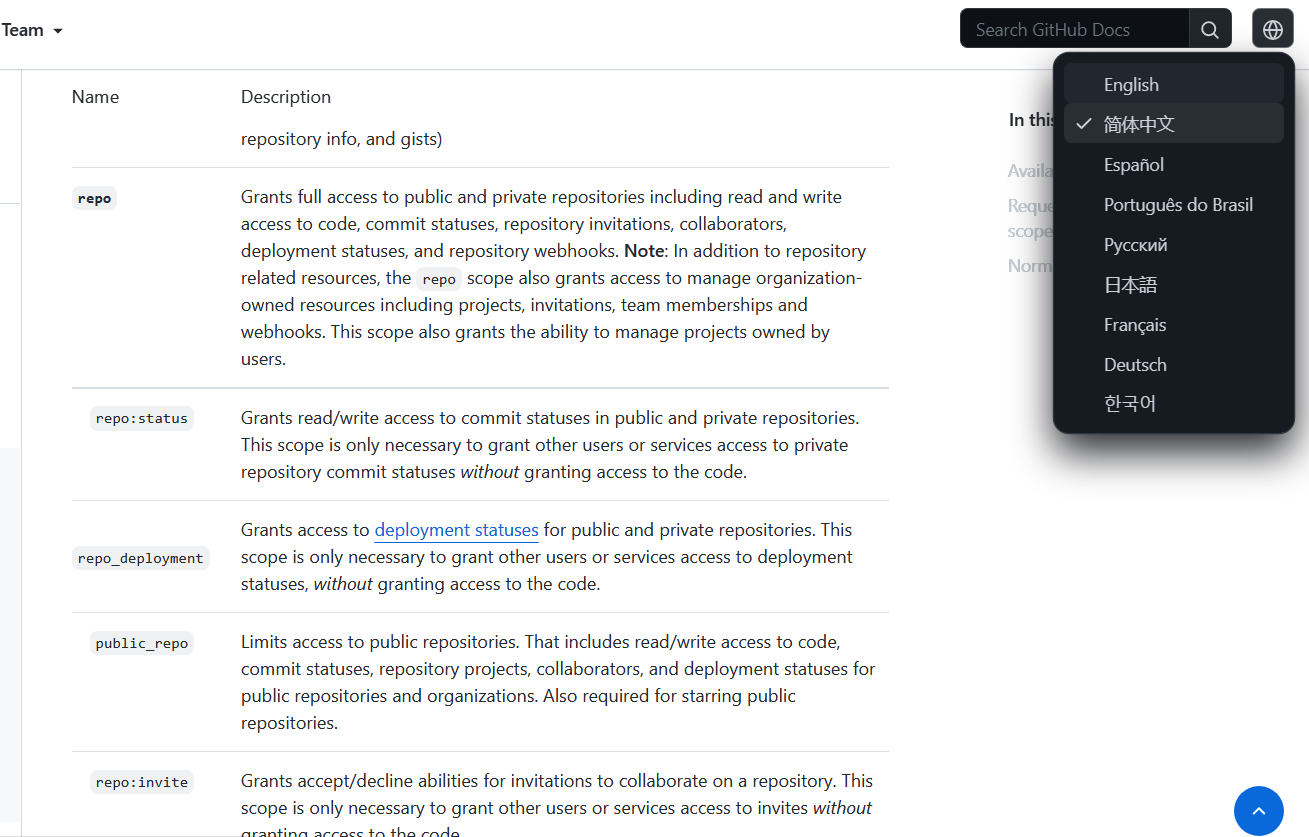 Team
Search GitHub Docs
English
简体中文
Español
Português do Brasil
Русский
日本語
Français
Deutsch
한국어
In this
Name Description
repository info, and gists)
repo
Grants full access to public and private repositories including read and write
access to code, commit statuses, repository invitations, collaborators,
deployment statuses, and repository webhooks. Note: In addition to repository
related resources, the repo scope also grants access to manage organization-
owned resources including projects, invitations, team memberships and
webhooks. This scope also grants the ability to manage projects owned by
users.
repo:status
Grants read/write access to commit statuses in public and private repositories.
This scope is only necessary to grant other users or services access to private
repository commit statuses without granting access to the code.
repo_deployment
Grants access to deployment statuses for public and private repositories. This
scope is only necessary to grant other users or services access to deployment
statuses, without granting access to the code.
public_repo
Limits access to public repositories. That includes read/write access to code,
commit statuses, repository projects, collaborators, and deployment statuses for
public repositories and organizations. Also required for starring public
repositories.
repo:invite
Grants accept/decline abilities for invitations to collaborate on a repository. This
scope is only necessary to grant other users or services access to invites without
granting access to the code